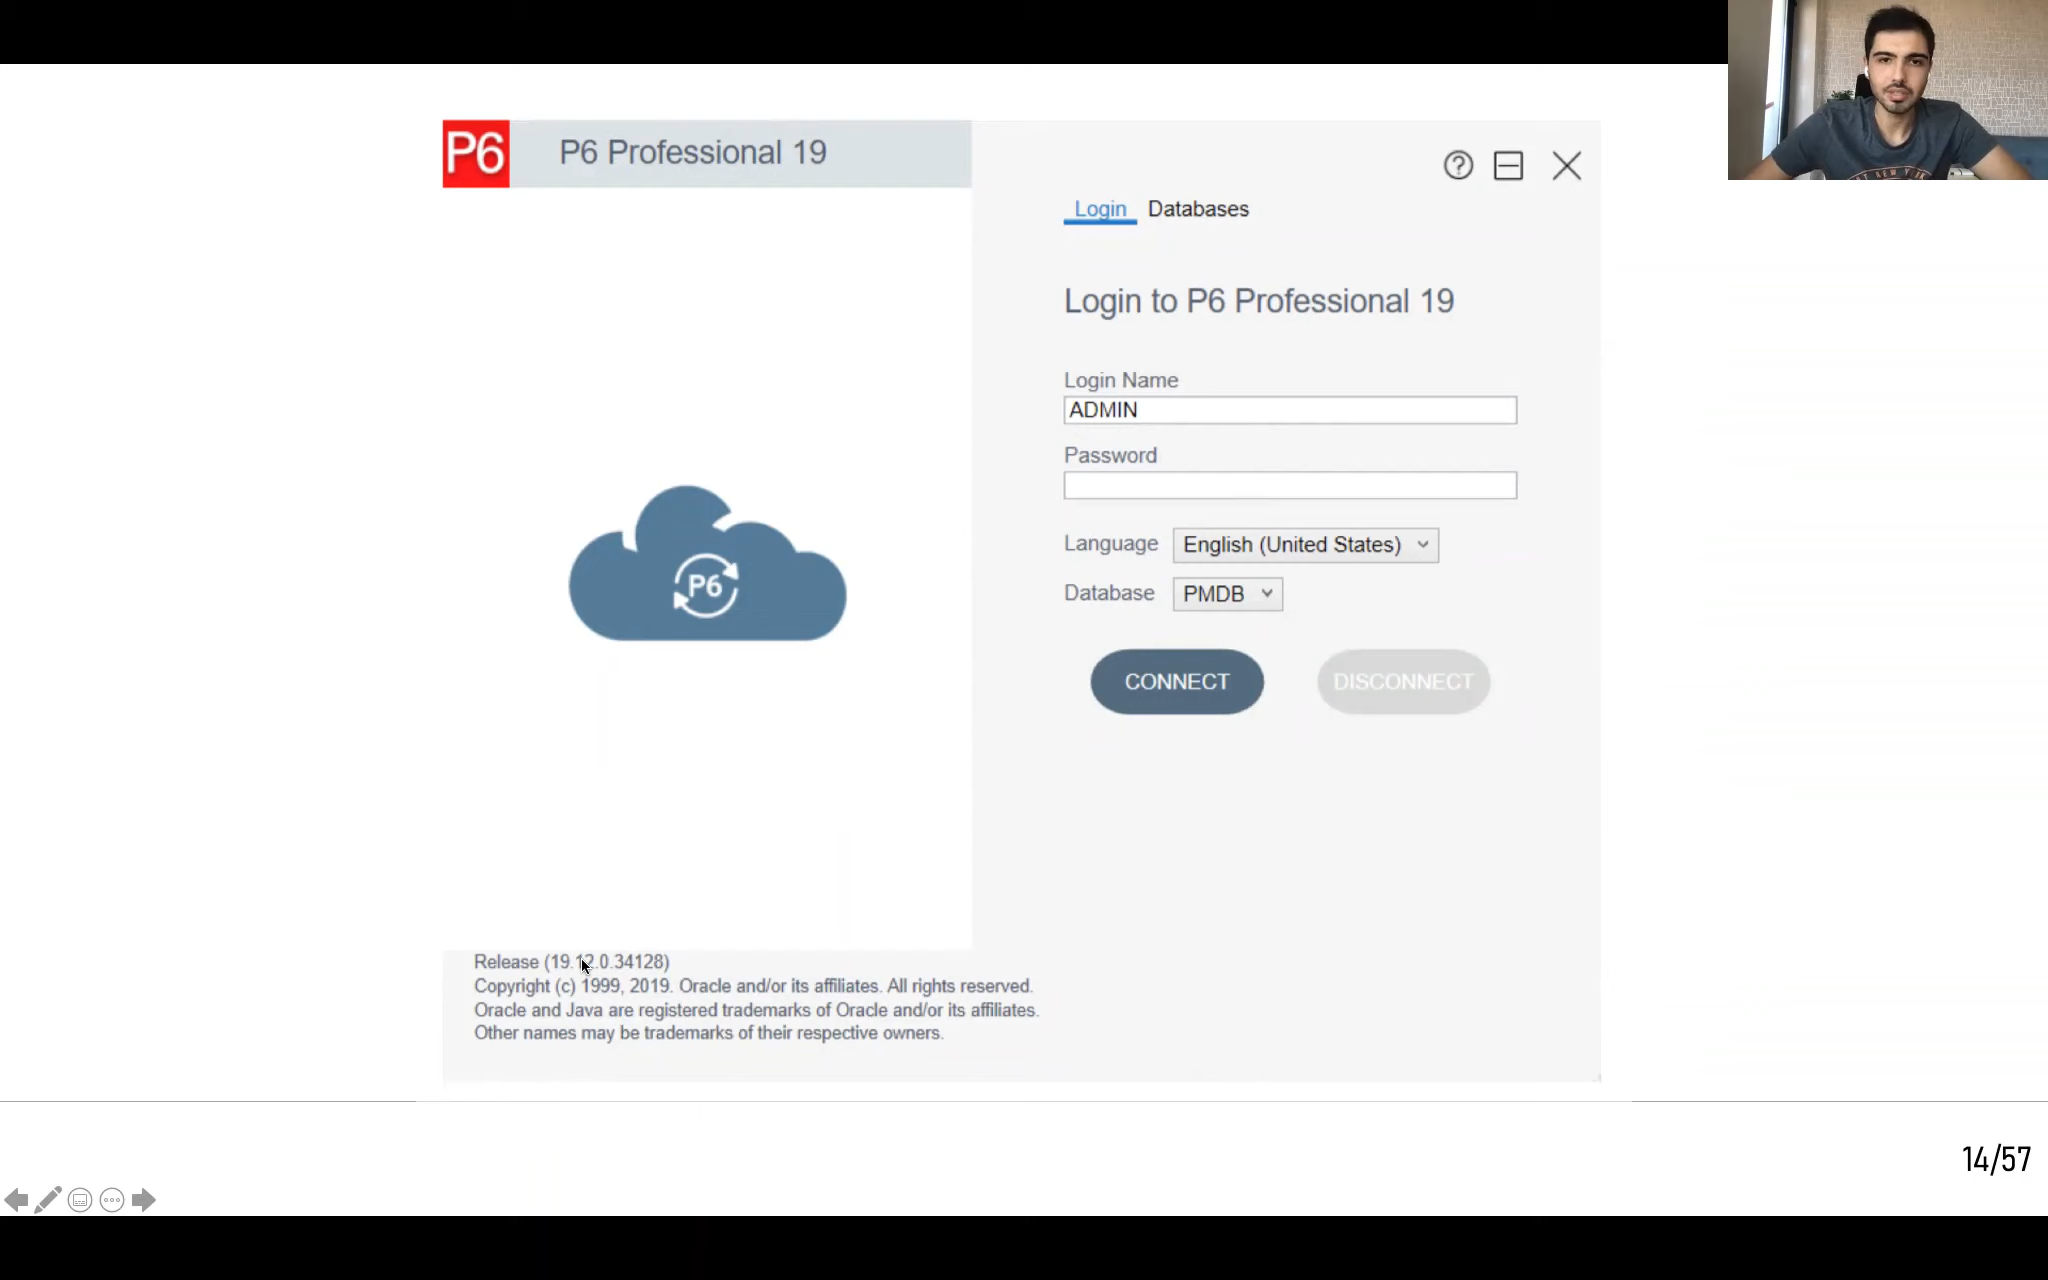 P6 P6 Professional 19
Login Databases
Login to P6 Professional 19
Login Name
ADMIN
Password
Language English (United States)
Database PMDB
P6
CONNECT DISCONNECT
Release (19.12.0.34128)
Copyright (c) 1999, 2019. Oracle and/or its affiliates. All rights reserved.
Oracle and Java are registered trademarks of Oracle and/or its affiliates.
Other names may be trademarks of their respective owners.
14/57